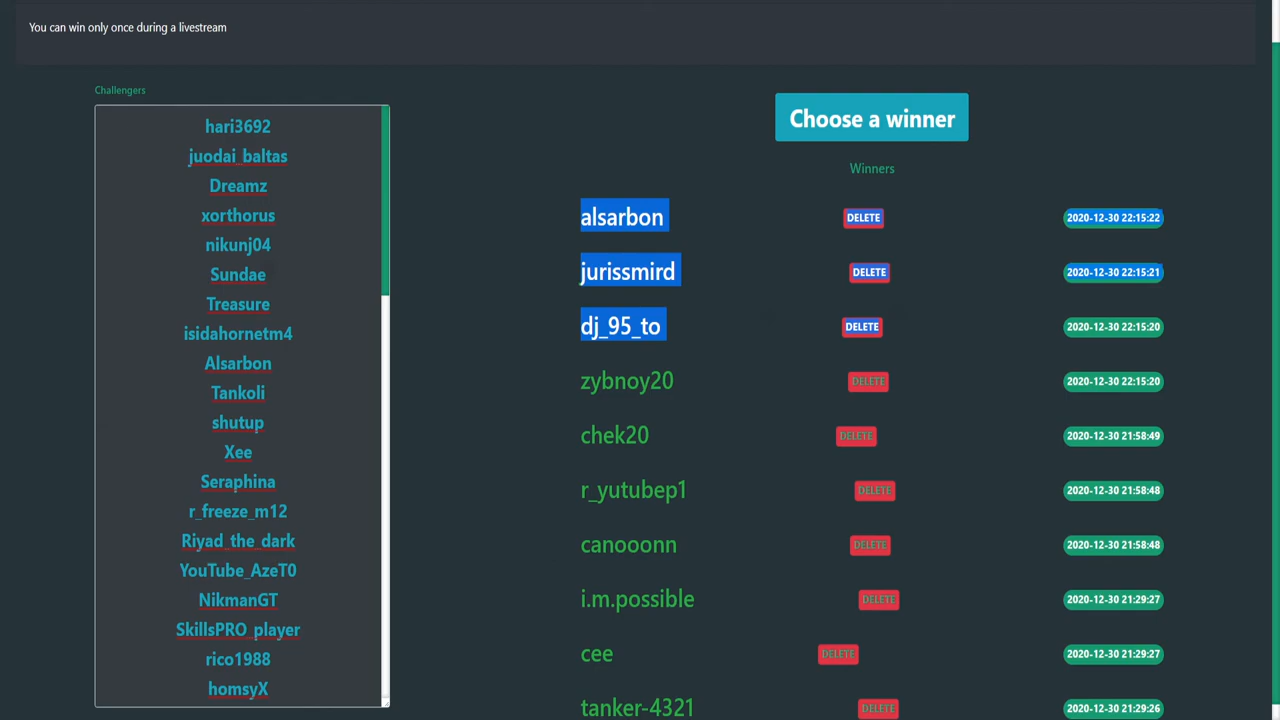 You can win only once during a livestream
Challengers
hari3692
juodai_baltas
Dreamz
xorthorus
nikunj04
Sundae
Treasure
isidahornetm4
Alsarbon
Tankoli
shutup
Xee
Seraphina
r_freeze_m12
Riyad_the_dark
YouTube_AzeT0
NikmanGT
SkillsPRO_player
rico1988
homsyX
Choose a winner
Winners
alsarbon DELETE 2020-12-30 22:15:22
jurissmird DELETE 2020-12-30 22:15:21
dj_95_to DELETE 2020-12-30 22:15:20
zybnoy20 DELETE 2020-12-30 22:15:20
chek20 DELETE 2020-12-30 21:58:49
r_yutubep1 DELETE 2020-12-30 21:58:48
canooonn DELETE 2020-12-30 21:58:48
i.m.possible DELETE 2020-12-30 21:29:27
cee DELETE 2020-12-30 21:29:27
tanker-4321 DELETE 2020-12-30 21:29:26